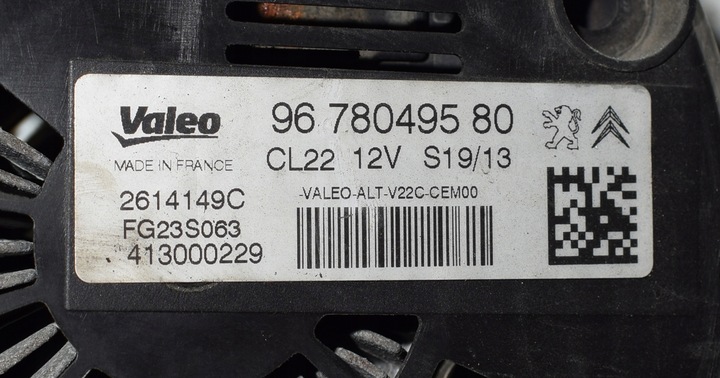 Valeo
MADE IN FRANCE
96 780495 80
CL22 12V S19/13
2614149C
FG23S063
413000229
-VALEO-ALT-V22C-CEM00